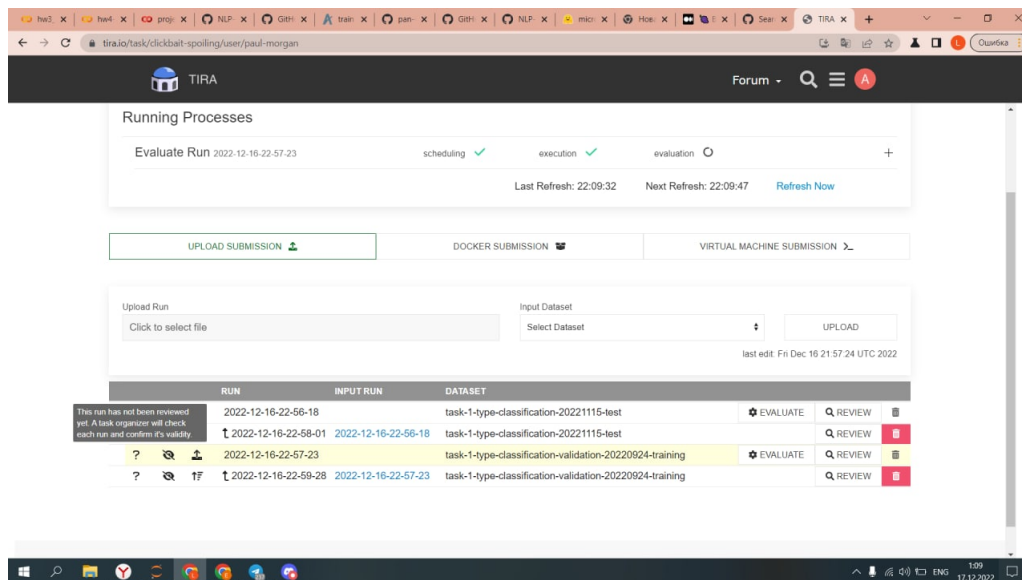 hw3_
hw4-
proje
NLP-
GitH
train
pan-
GitH
NLP-
micr
Sear
TIRA
tira.io/task/clickbait-spoiling/user/paul-morgan
Ошибка
TIRA
Forum
A
Running Processes
Evaluate Run 2022-12-16-22-57-23 scheduling execution evaluation
Last Refresh: 22:09:32 Next Refresh: 22:09:47 Refresh Now
UPLOAD SUBMISSION DOCKER SUBMISSION VIRTUAL MACHINE SUBMISSION
Upload Run Input Dataset
Click to select file Select Dataset UPLOAD
last edit: Fri Dec 16 21:57:24 UTC 2022
RUN INPUT RUN DATASET
This run has not been reviewed
yet. A task organizer will check
each run and confirm it's validity
2022-12-16-22-56-18 task-1-type-classification-20221115-test EVALUATE REVIEW
2022-12-16-22-58-01 2022-12-16-22-56-18 task-1-type-classification-20221115-test REVIEW
? 2022-12-16-22-57-23 task-1-type-classification-validation-20220924-training EVALUATE REVIEW
? 2022-12-16-22-59-28 2022-12-16-22-57-23 task-1-type-classification-validation-20220924-training REVIEW
ENG
1:09
17.12.2022